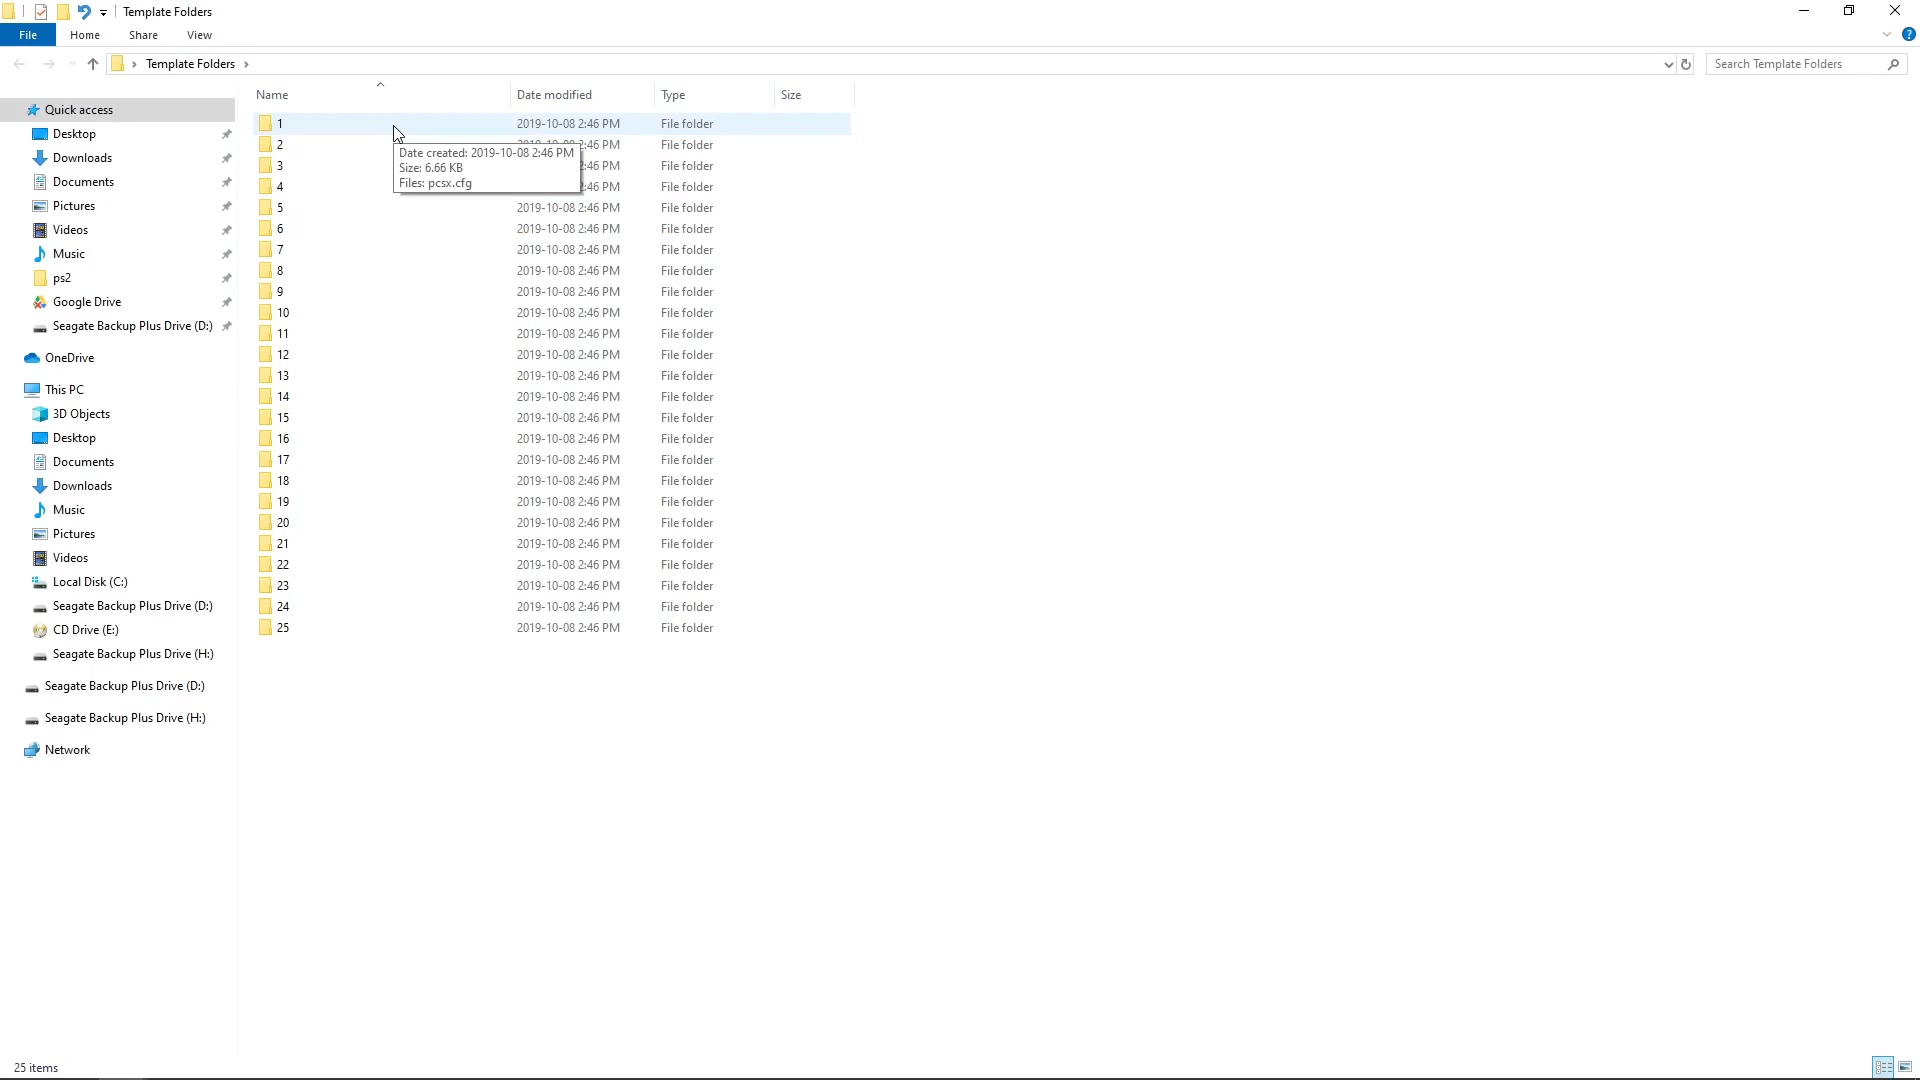 Template Folders
File Home Share View
Template Folders
Search Template Folders
Name Date modified Type Size
Quick access
Desktop
Downloads
Documents
Pictures
Videos
Music
ps2
Google Drive
Seagate Backup Plus Drive (D:)
OneDrive
This PC
3D Objects
Desktop
Documents
Downloads
Music
Pictures
Videos
Local Disk (C:)
Seagate Backup Plus Drive (D:)
CD Drive (E:)
Seagate Backup Plus Drive (H:)
Seagate Backup Plus Drive (D:)
Seagate Backup Plus Drive (H:)
Network
1 2019-10-08 2:46 PM File folder
2 :46 PM File folder
Date created: 2019-10-08 2:46 PM
Size: 6.66 KB
Files: pcsx.cfg
3 2:46 PM File folder
4 2:46 PM File folder
5 2019-10-08 2:46 PM File folder
6 2019-10-08 2:46 PM File folder
7 2019-10-08 2:46 PM File folder
8 2019-10-08 2:46 PM File folder
9 2019-10-08 2:46 PM File folder
10 2019-10-08 2:46 PM File folder
11 2019-10-08 2:46 PM File folder
12 2019-10-08 2:46 PM File folder
13 2019-10-08 2:46 PM File folder
14 2019-10-08 2:46 PM File folder
15 2019-10-08 2:46 PM File folder
16 2019-10-08 2:46 PM File folder
17 2019-10-08 2:46 PM File folder
18 2019-10-08 2:46 PM File folder
19 2019-10-08 2:46 PM File folder
20 2019-10-08 2:46 PM File folder
21 2019-10-08 2:46 PM File folder
22 2019-10-08 2:46 PM File folder
23 2019-10-08 2:46 PM File folder
24 2019-10-08 2:46 PM File folder
25 2019-10-08 2:46 PM File folder
25 items